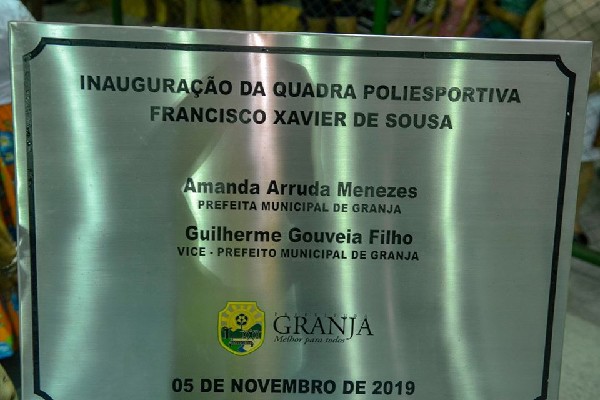 INAUGURAÇÃO DA QUADRA POLIESPORTIVA
FRANCISCO XAVIER DE SOUSA
Amanda Arruda Menezes
PREFEITA MUNICIPAL DE GRANJA
Guilherme Gouveia Filho
VICE - PREFEITO MUNICIPAL DE GRANJA
GRANJA
Melhor para todos
05 DE NOVEMBRO DE 2019